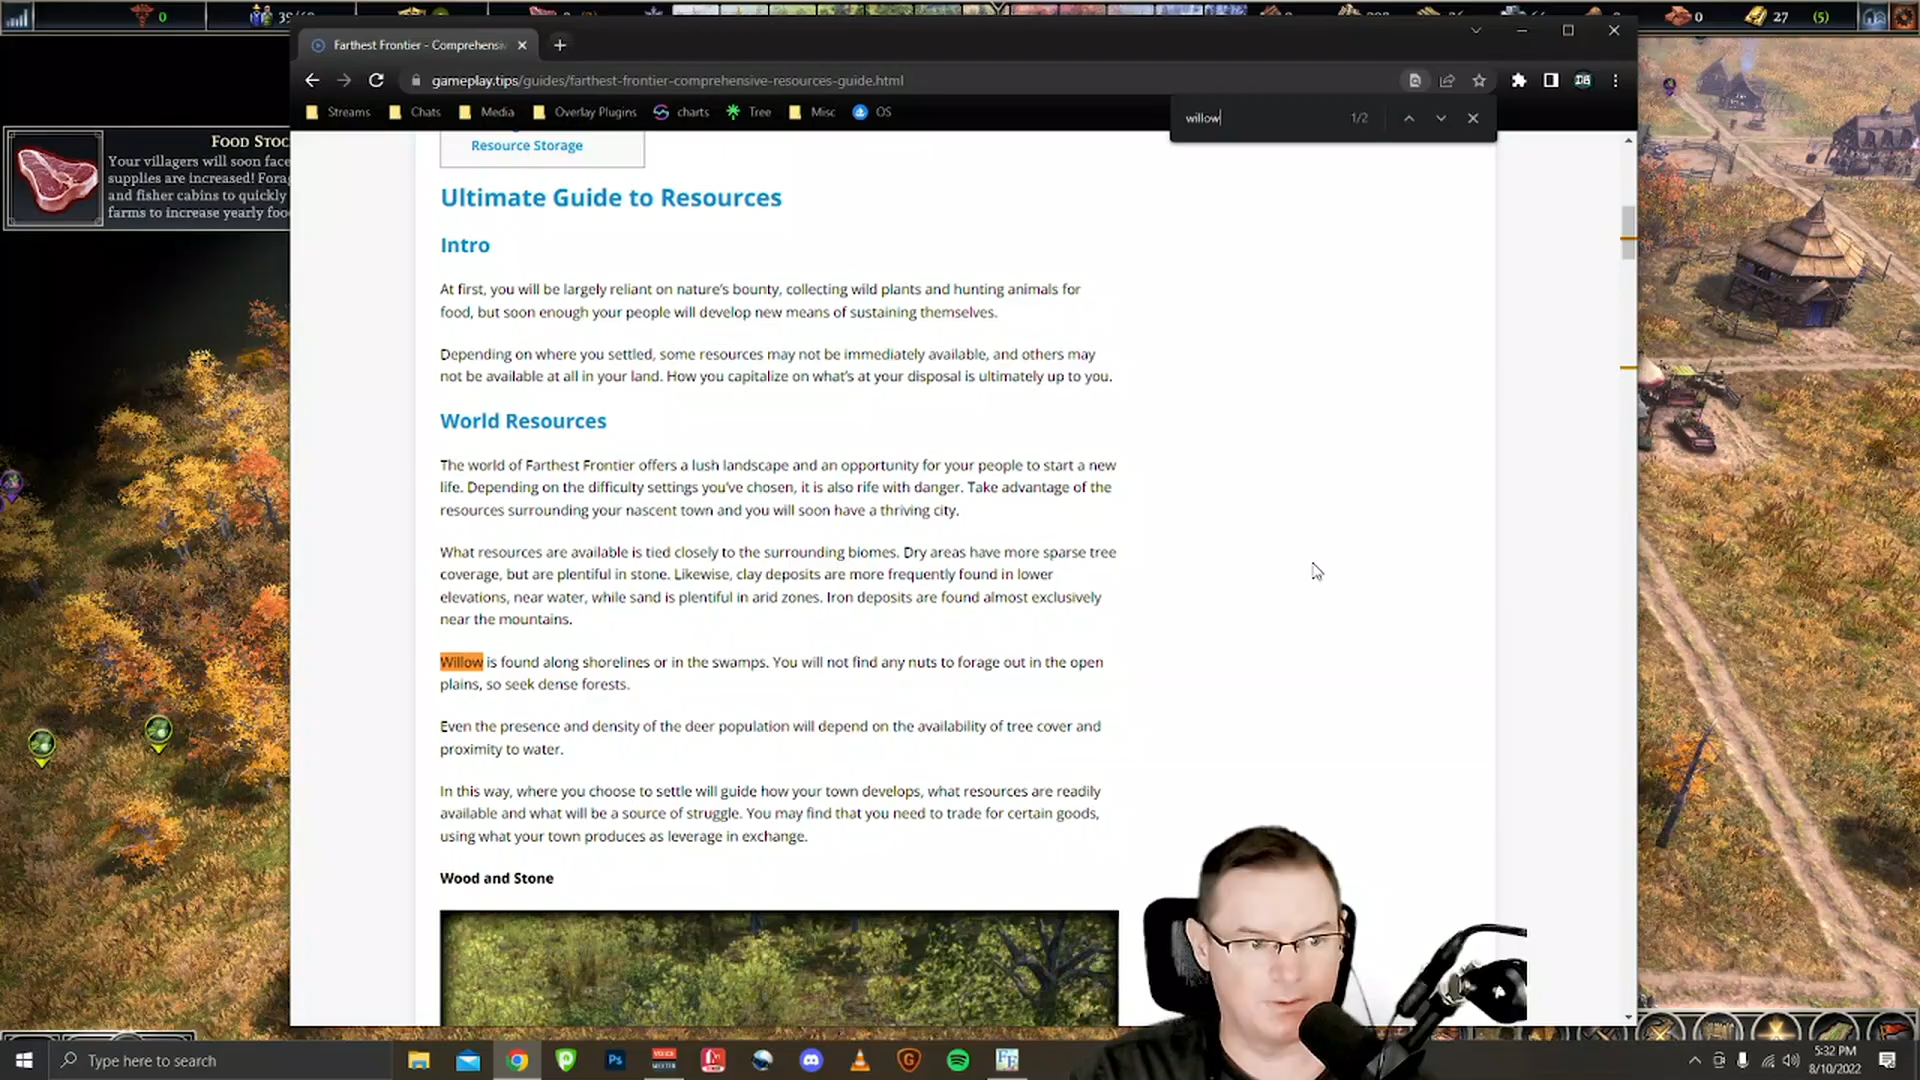 0
39/60
0
27
(5)
Farthest Frontier - Comprehensiv
gameplay.tips/guides/farthest-frontier-comprehensive-resources-guide.html
Streams
Chats
Media
Overlay Plugins
charts
Tree
Misc
OS
willow
1/2
FOOD STOC
Your villagers will soon face
supplies are increased! Forag
and fisher cabins to quickly
farms to increase yearly foo
Resource Storage
Ultimate Guide to Resources
Intro
At first, you will be largely reliant on nature's bounty, collecting wild plants and hunting animals for
food, but soon enough your people will develop new means of sustaining themselves.
Depending on where you settled, some resources may not be immediately available, and others may
not be available at all in your land. How you capitalize on what's at your disposal is ultimately up to you.
World Resources
The world of Farthest Frontier offers a lush landscape and an opportunity for your people to start a new
life. Depending on the difficulty settings you've chosen, it is also rife with danger. Take advantage of the
resources surrounding your nascent town and you will soon have a thriving city.
What resources are available is tied closely to the surrounding biomes. Dry areas have more sparse tree
coverage, but are plentiful in stone. Likewise, clay deposits are more frequently found in lower
elevations, near water, while sand is plentiful in arid zones. Iron deposits are found almost exclusively
near the mountains.
Willow is found along shorelines or in the swamps. You will not find any nuts to forage out in the open
plains, so seek dense forests.
Even the presence and density of the deer population will depend on the availability of tree cover and
proximity to water.
In this way, where you choose to settle will guide how your town develops, what resources are readily
available and what will be a source of struggle. You may find that you need to trade for certain goods,
using what your town produces as leverage in exchange.
Wood and Stone
Type here to search
5:32 PM
8/10/2022